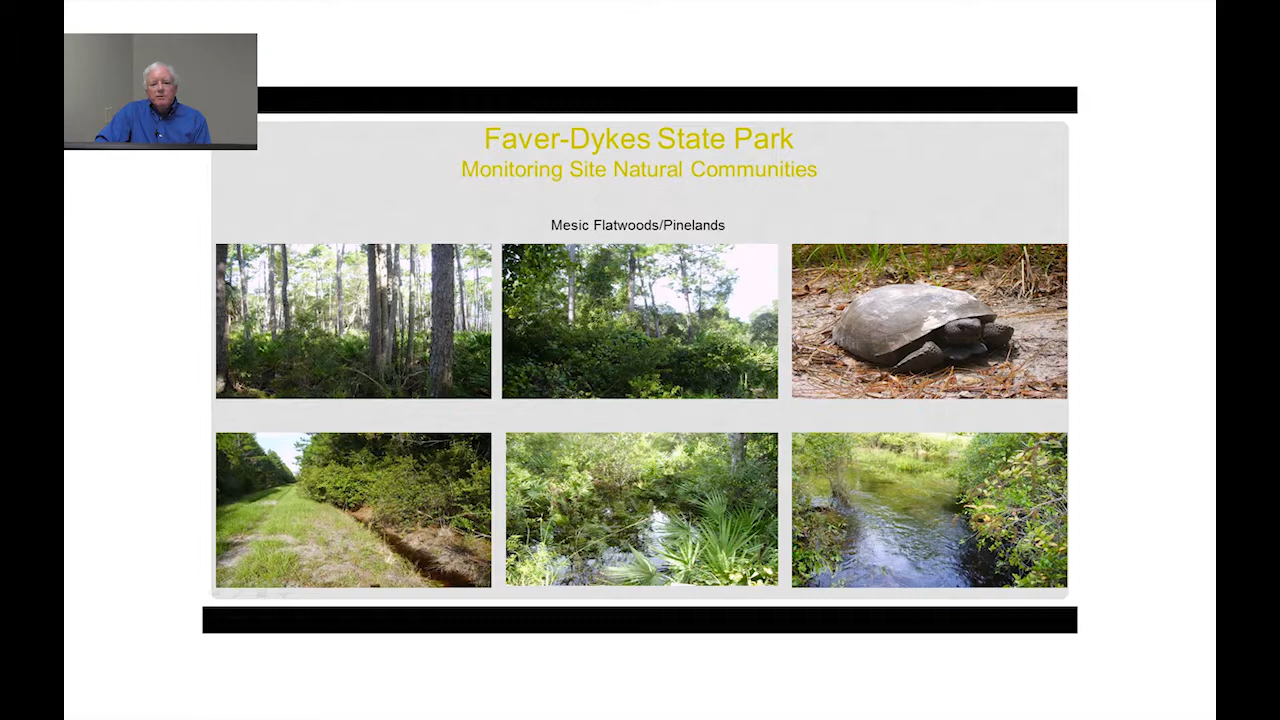 Faver-Dykes State Park
Monitoring Site Natural Communities
Mesic Flatwoods/Pinelands